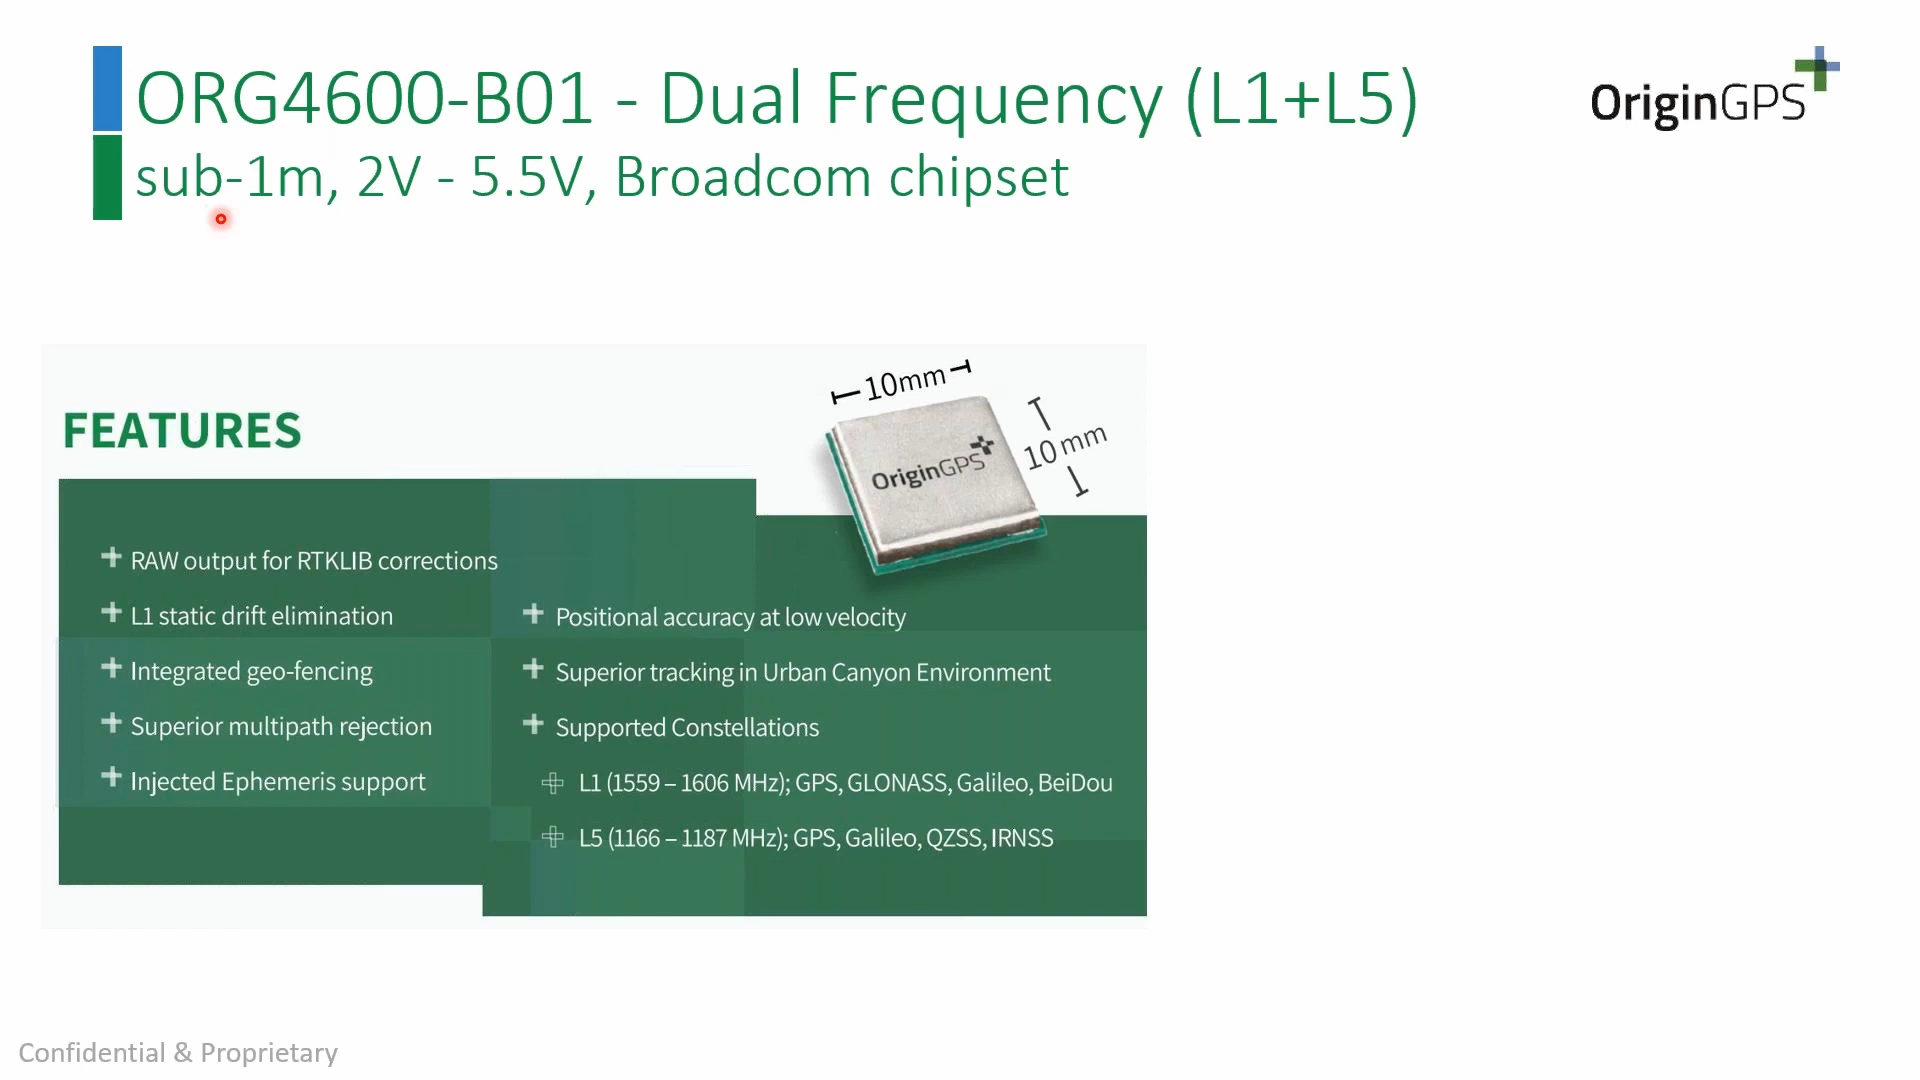 ORG4600-B01 - Dual Frequency (L1+L5)
sub-1m, 2V - 5.5V, Broadcom chipset
OriginGPS
FEATURES
10mm
10mm
OriginGPS
RAW output for RTKLIB corrections
L1 static drift elimination
Integrated geo-fencing
Superior multipath rejection
Injected Ephemeris support
Positional accuracy at low velocity
Superior tracking in Urban Canyon Environment
Supported Constellations
L1 (1559 – 1606 MHz); GPS, GLONASS, Galileo, BeiDou
L5 (1166 – 1187 MHz); GPS, Galileo, QZSS, IRNSS
Confidential & Proprietary